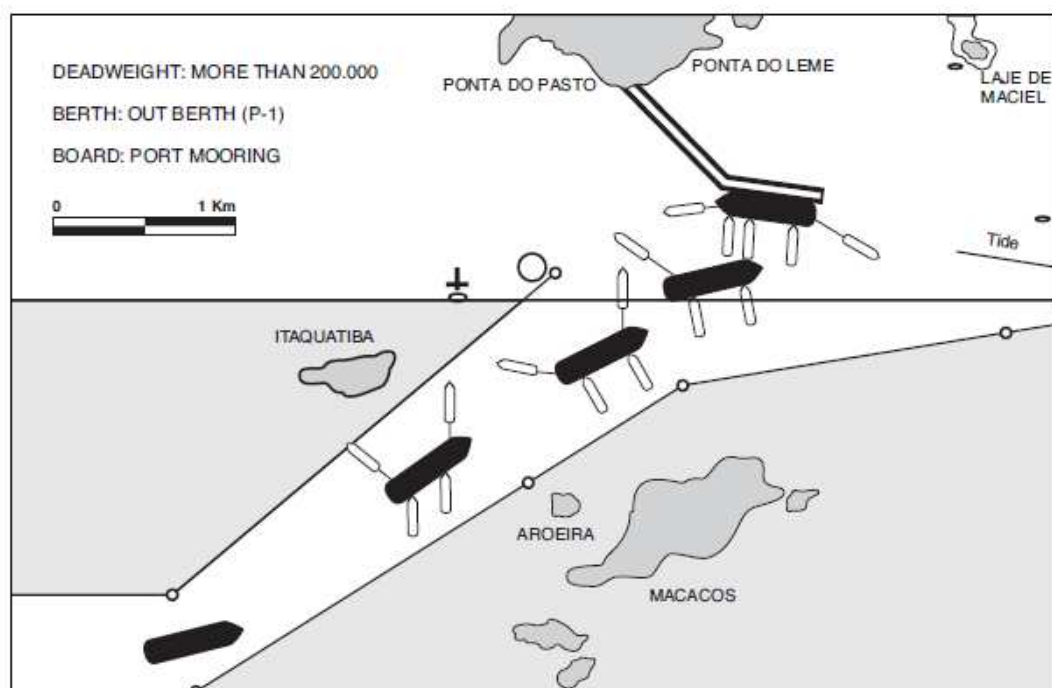 DEADWEIGHT: MORE THAN 200.000
BERTH: OUT BERTH (P-1)
BOARD: PORT MOORING
0 1 Km
PONTA DO PASTO
PONTA DO LEME
LAJE DE
MACIEL
Tide
ITAQUATIBA
AROEIRA
MACACOS